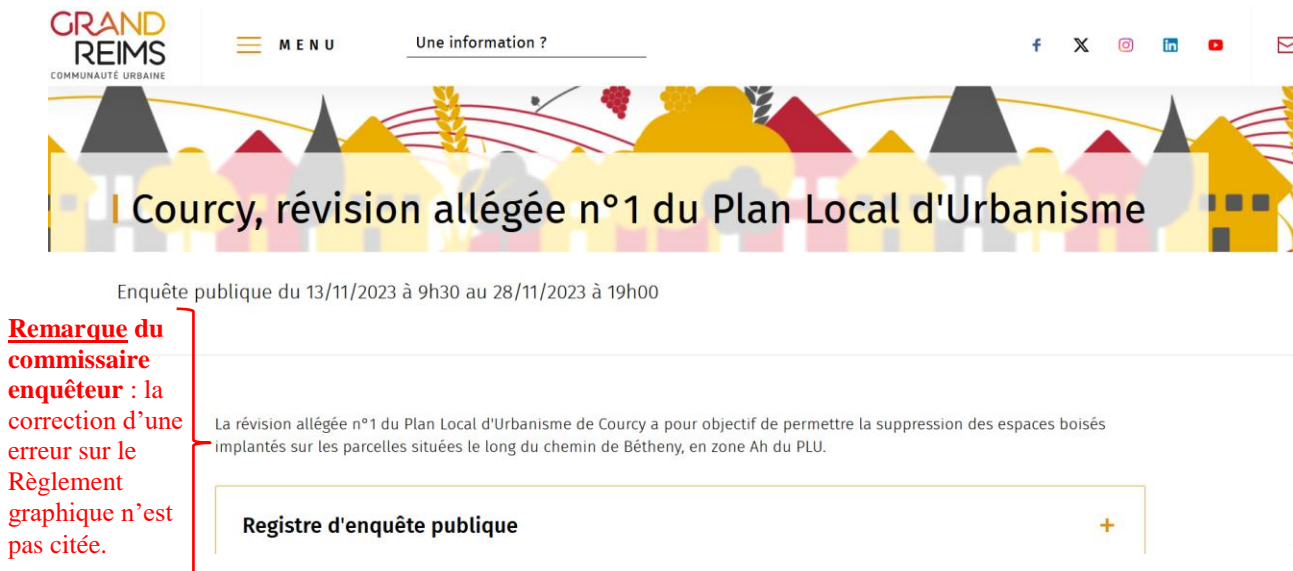 GRAND
REIMS
COMMUNAUTÉ URBAINE
MENU
Une information ?
Courcy, révision allégée n°1 du Plan Local d'Urbanisme
Enquête publique du 13/11/2023 à 9h30 au 28/11/2023 à 19h00
Remarque du
commissaire
enquêteur : la
correction d’une
erreur sur le
Règlement
graphique n’est
pas citée.
La révision allégée n°1 du Plan Local d'Urbanisme de Courcy a pour objectif de permettre la suppression des espaces boisés
implantés sur les parcelles situées le long du chemin de Bétheny, en zone Ah du PLU.
Registre d'enquête publique +